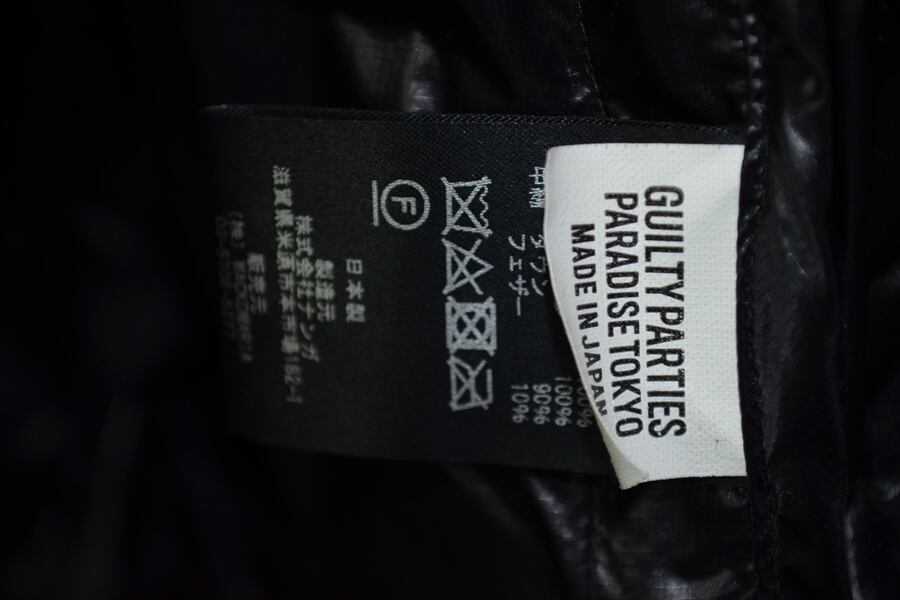 GUILTY PARTIES
PARADISE TOKYO
MADE IN JAPAN
100%
中綿 ダウン 90%
フェザー 10%
日本製
製造元
株式会社ナンガ
滋賀県米原市本市場182-1
販売元